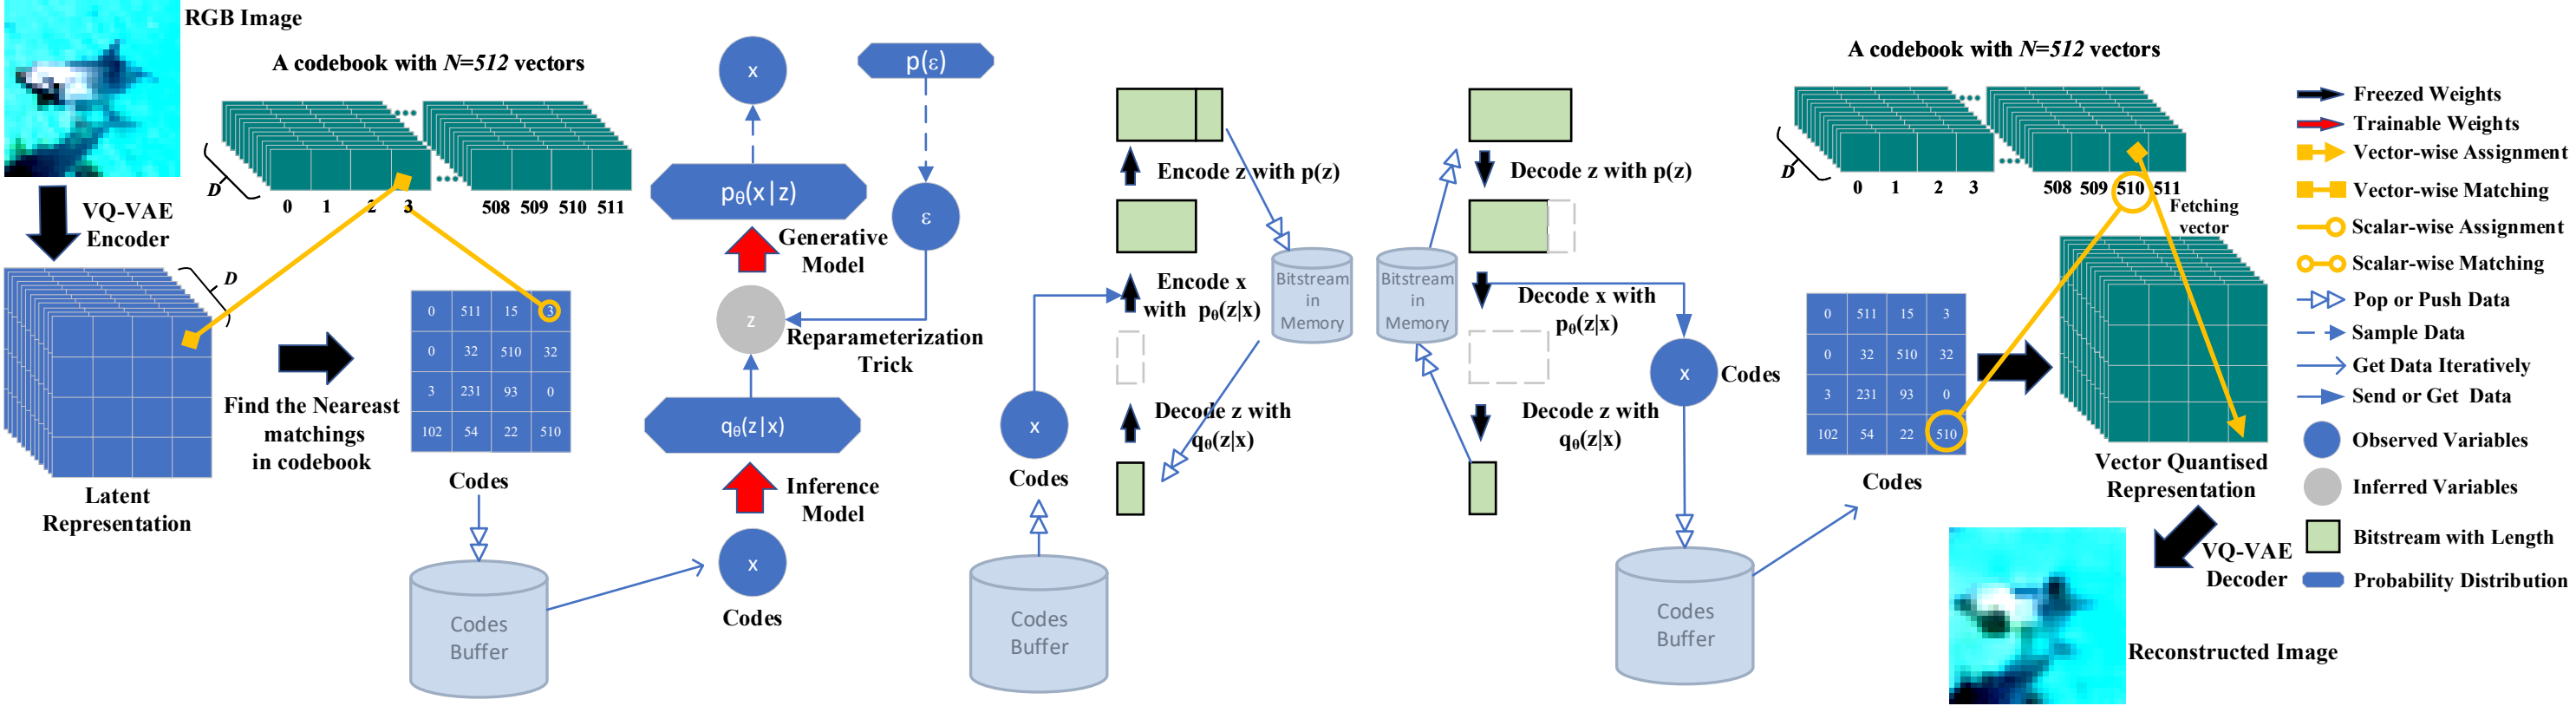 RGB Image
A codebook with N=512 vectors
D
0 1 2 3
508 509 510 511
VQ-VAE
Encoder
D
Latent
Representation
Find the Neareast
matchings
in codebook
0 511 15 3
0 32 510 32
3 231 93 0
102 54 22 510
Codes
Codes
Buffer
x
p(ε)
pθ(x|z)
ε
Generative
Model
z
Reparameterization
Trick
qθ(z|x)
Inference
Model
x
Codes
Encode z with p(z)
Encode x
with pθ(z|x)
Decode z with
qθ(z|x)
x
Codes
Codes
Buffer
Bitstream
in
Memory
Bitstream
in
Memory
Decode z with p(z)
Decode x with
pθ(z|x)
Decode z with
qθ(z|x)
x
Codes
Codes
Buffer
A codebook with N=512 vectors
D
0 1 2 3
508 509 510 511
Fetching
vector
0 511 15 3
0 32 510 32
3 231 93 0
102 54 22 510
Codes
Vector Quantised
Representation
VQ-VAE
Decoder
Reconstructed Image
Freezed Weights
Trainable Weights
Vector-wise Assignment
Vector-wise Matching
Scalar-wise Assignment
Scalar-wise Matching
Pop or Push Data
Sample Data
Get Data Iteratively
Send or Get Data
Observed Variables
Inferred Variables
Bitstream with Length
Probability Distribution